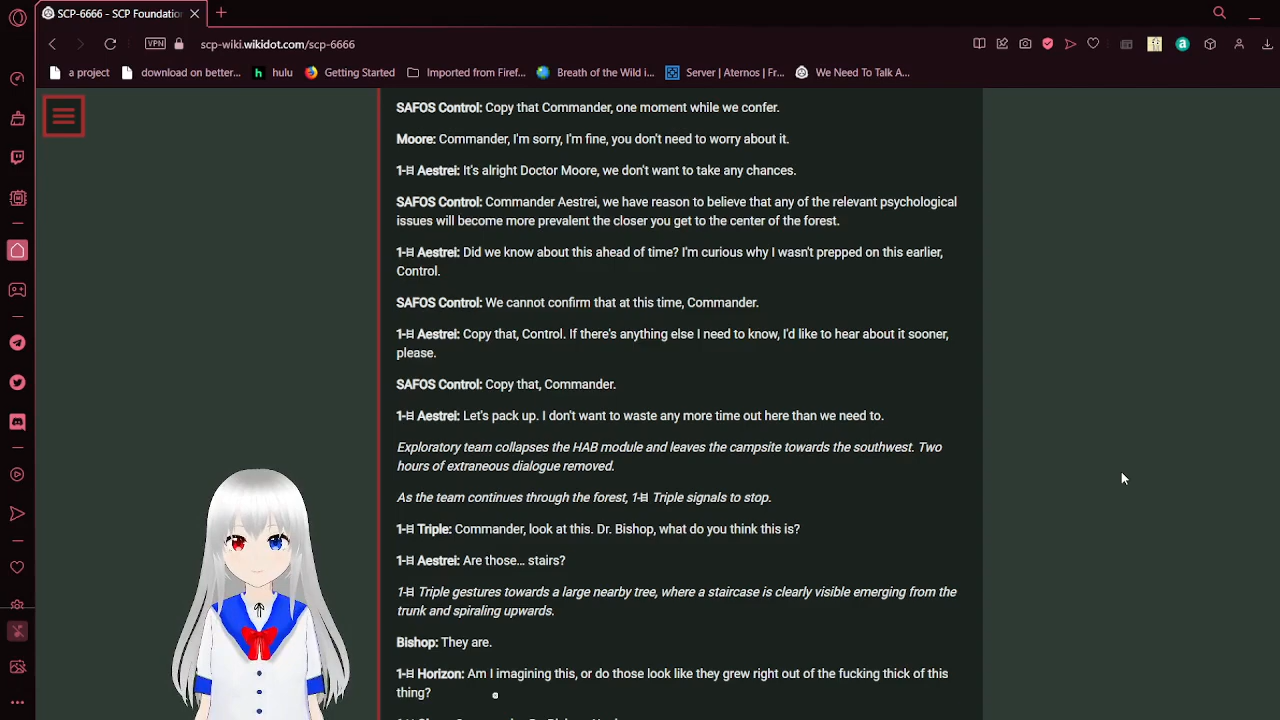 SCP-6666 - SCP Foundatio
VPN
scp-wiki.wikidot.com/scp-6666
a project
download on better...
hulu
Getting Started
Imported from Firef...
Breath of the Wild i...
Server | Aternos | Fr...
We Need To Talk A...
SAFOS Control: Copy that Commander, one moment while we confer.
Moore: Commander, I'm sorry, I'm fine, you don't need to worry about it.
1-⌗ Aestrei: It's alright Doctor Moore, we don't want to take any chances.
SAFOS Control: Commander Aestrei, we have reason to believe that any of the relevant psychological
issues will become more prevalent the closer you get to the center of the forest.
1-⌗ Aestrei: Did we know about this ahead of time? I'm curious why I wasn't prepped on this earlier,
Control.
SAFOS Control: We cannot confirm that at this time, Commander.
1-⌗ Aestrei: Copy that, Control. If there's anything else I need to know, I'd like to hear about it sooner,
please.
SAFOS Control: Copy that, Commander.
1-⌗ Aestrei: Let's pack up. I don't want to waste any more time out here than we need to.
Exploratory team collapses the HAB module and leaves the campsite towards the southwest. Two
hours of extraneous dialogue removed.
As the team continues through the forest, 1-⌗ Triple signals to stop.
1-⌗ Triple: Commander, look at this. Dr. Bishop, what do you think this is?
1-⌗ Aestrei: Are those... stairs?
1-⌗ Triple gestures towards a large nearby tree, where a staircase is clearly visible emerging from the
trunk and spiraling upwards.
Bishop: They are.
1-⌗ Horizon: Am I imagining this, or do those look like they grew right out of the fucking thick of this
thing?